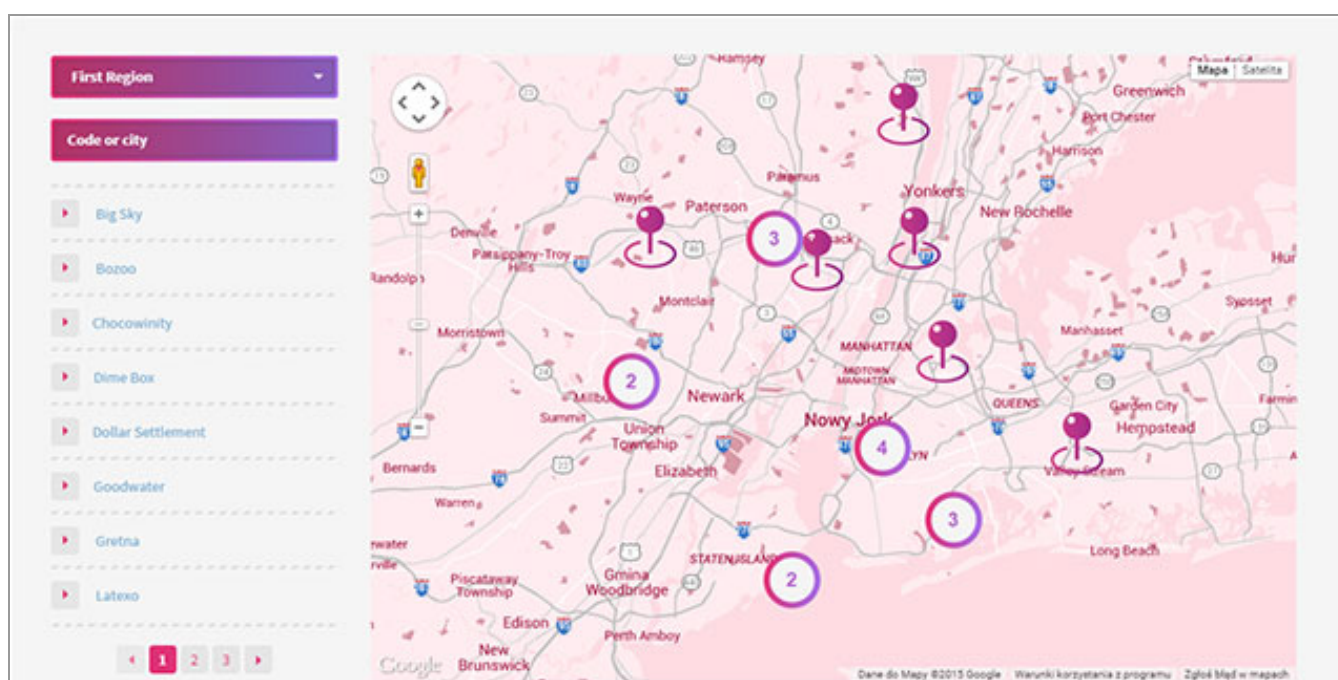 First Region
Code or city
Big Sky
Bozoo
Chocowinity
Dime Box
Dollar Settlement
Goodwater
Gretna
Latexo
1 2 3
Mapa Satelita
Ramsey
Greenwich
Port Chester
Harrison
Paramus
Yonkers
New Rochelle
Wayne
Paterson
3
Denville
Parsippany-Troy
Hills
Randolph
Montclair
Syosset
Morristown
Manhasset
MANHATTAN
MIDTOWN
MANHATTAN
2
Newark
QUEENS
Garden City
Hempstead
Summit
Union
Township
Nowy Jork
4
Bernards
Elizabeth
Valley Stream
Warren
3
STATEN ISLAND
Long Beach
2
Piscataway
Township
Gmina
Woodbridge
Edison
Perth Amboy
New
Brunswick
Google
Dane do Mapy ©2015 Google Warunki korzystania z programu Zgłoś błąd w mapach